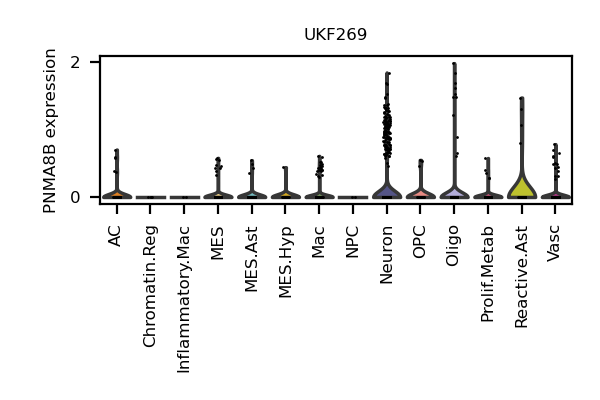 UKF269
PNMA8B expression
2
0
AC
Chromatin.Reg
Inflammatory.Mac
MES
MES.Ast
MES.Hyp
Mac
NPC
Neuron
OPC
Oligo
Prolif.Metab
Reactive.Ast
Vasc